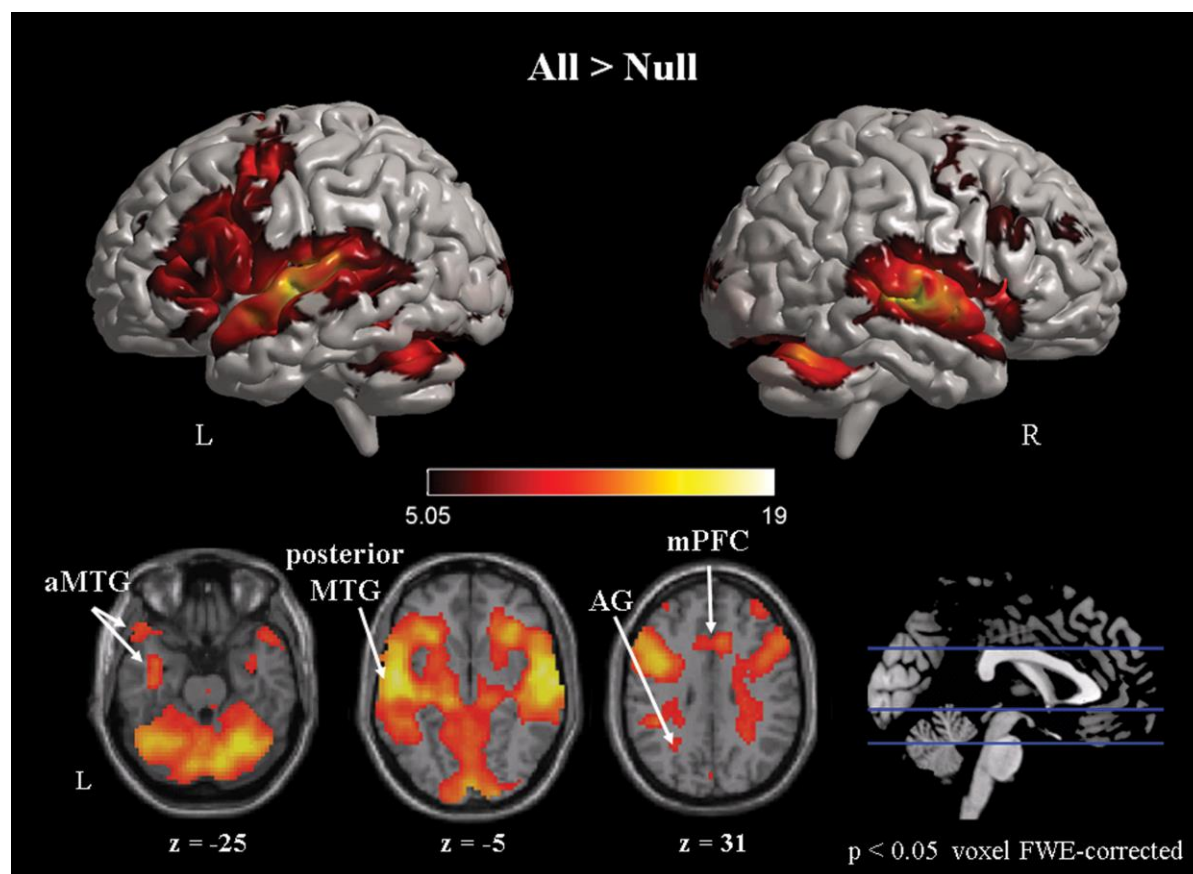 All > Null
L
R
5.05
19
mPFC
posterior
MTG
aMTG
AG
L
z = -25
z = -5
z = 31
p < 0.05 voxel FWE-corrected